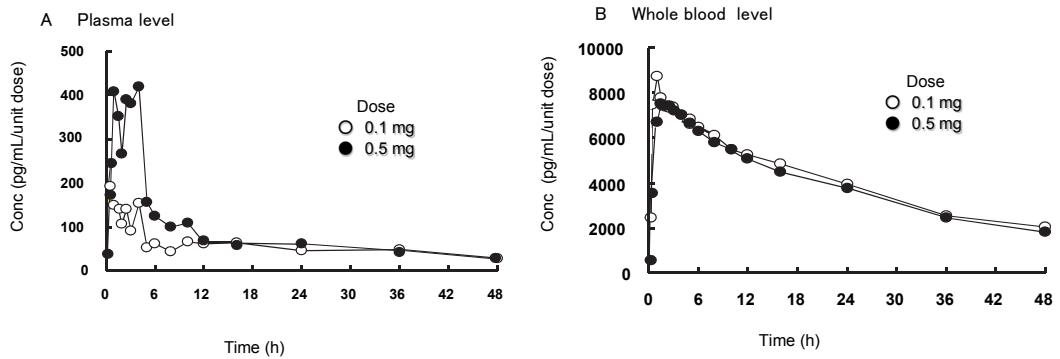 A Plasma level
Conc (pg/mL/unit dose)
500
400
300
200
100
0
Dose
0.1 mg
0.5 mg
0 6 12 18 24 30 36 42 48
Time (h)
B Whole blood level
Conc (pg/mL/unit dose)
10000
8000
6000
4000
2000
0
Dose
0.1 mg
0.5 mg
0 6 12 18 24 30 36 42 48
Time (h)